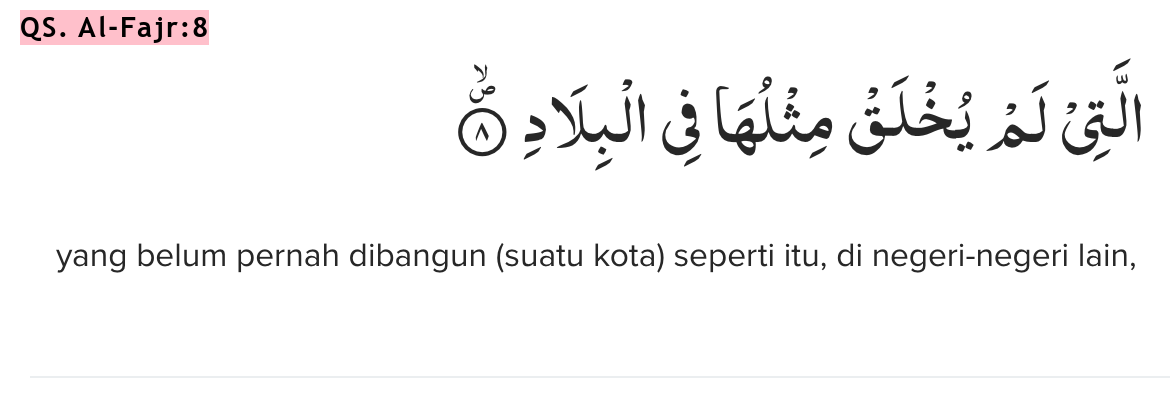 QS. Al-Fajr:8
الَّتِيْ لَمْ يُخْلَقْ مِثْلُهَا فِى الْبِلَادِۖ ۙ ٨
yang belum pernah dibangun (suatu kota) seperti itu, di negeri-negeri lain,